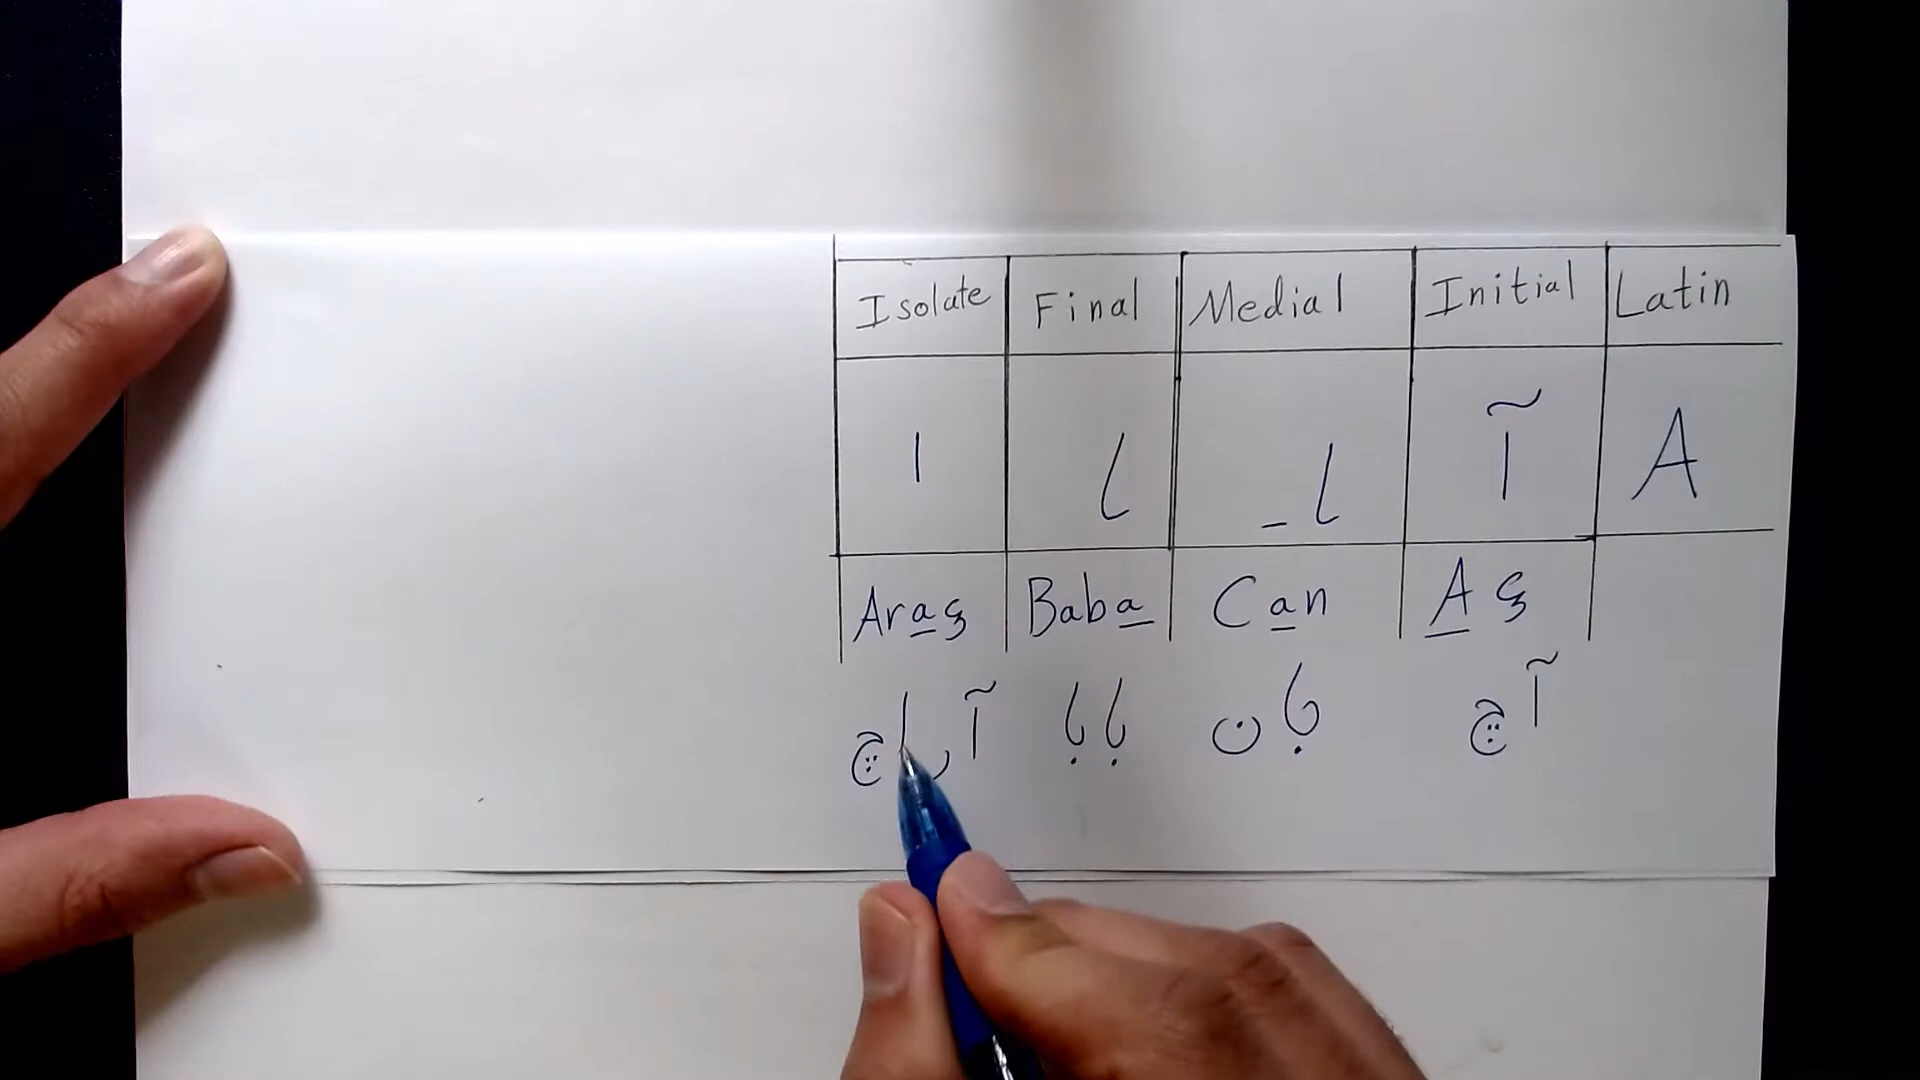 Isolate Final Medial Initial Latin
ا ـا ـا ـ آ A
Araç Baba Can Aç
آراچ بابا جان آچ